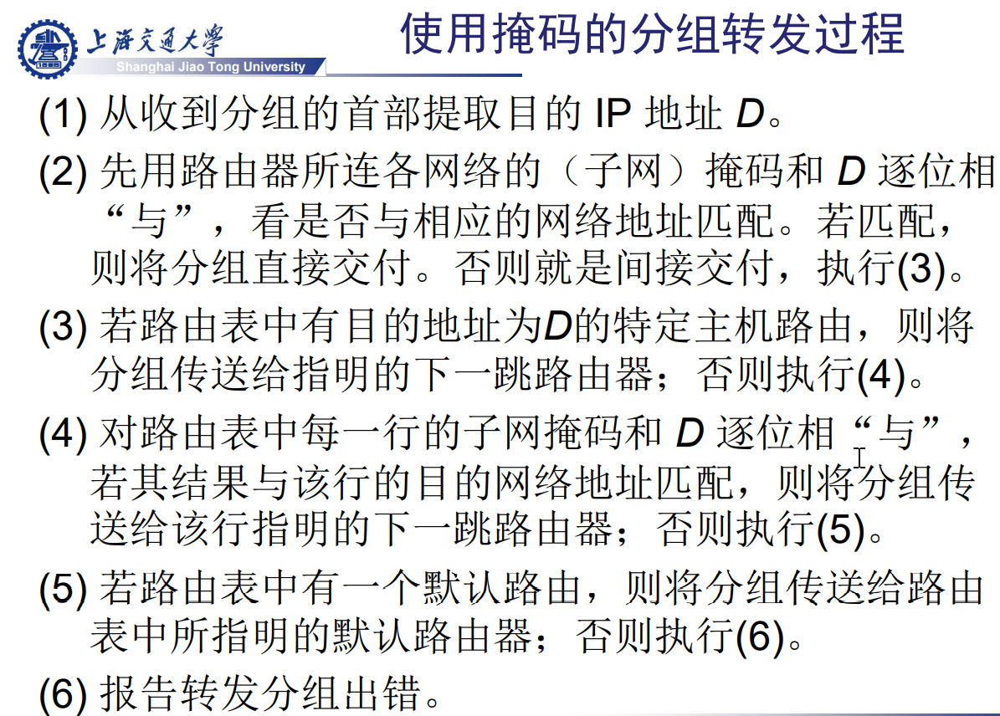 上海交通大学
Shanghai Jiao Tong University
使用掩码的分组转发过程
(1) 从收到分组的首部提取目的 IP 地址 D。
(2) 先用路由器所连各网络的（子网）掩码和 D 逐位相
“与”，看是否与相应的网络地址匹配。若匹配，
则将分组直接交付。否则就是间接交付，执行(3)。
(3) 若路由表中有目的地址为D的特定主机路由，则将
分组传送给指明的下一跳路由器；否则执行(4)。
(4) 对路由表中每一行的子网掩码和 D 逐位相“与”，
若其结果与该行的目的网络地址匹配，则将分组传
送给该行指明的下一跳路由器；否则执行(5)。
(5) 若路由表中有一个默认路由，则将分组传送给路由
表中所指明的默认路由器；否则执行(6)。
(6) 报告转发分组出错。